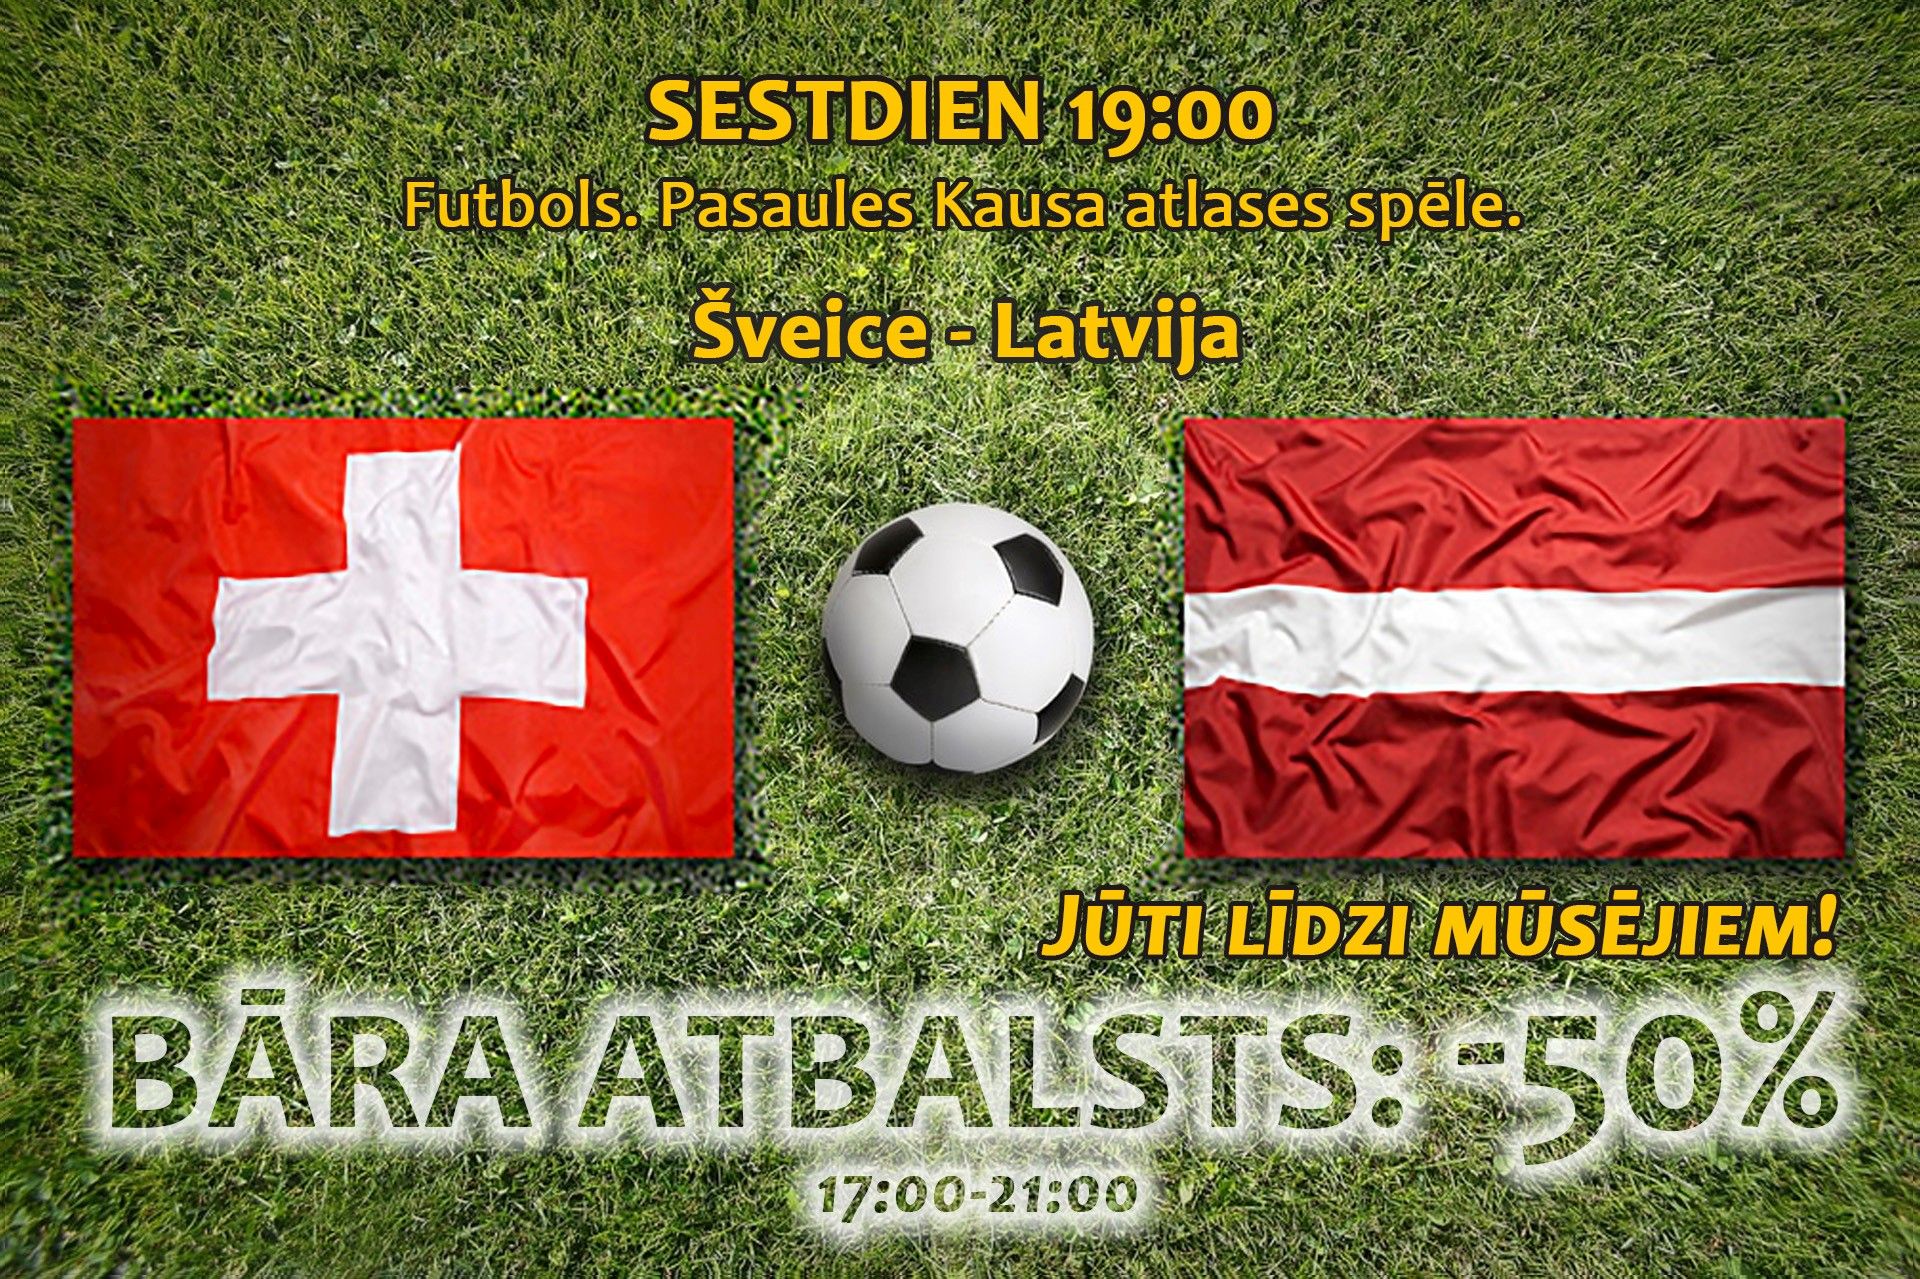 SESTDIEN 19:00
Futbols. Pasaules Kausa atlases spēle.
Šveice - Latvija
JŪTI LĪDZI MŪSĒJIEM!
BĀRA ATBALSTS: -50%
17:00-21:00